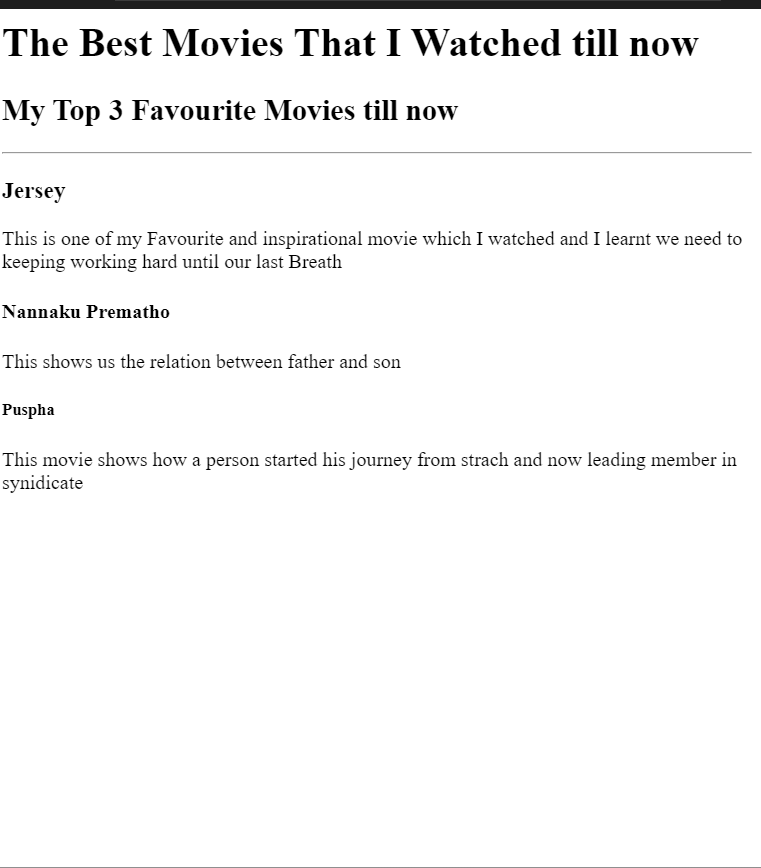 The Best Movies That I Watched till now
My Top 3 Favourite Movies till now
Jersey
This is one of my Favourite and inspirational movie which I watched and I learnt we need to
keeping working hard until our last Breath
Nannaku Prematho
This shows us the relation between father and son
Puspha
This movie shows how a person started his journey from strach and now leading member in
synidicate